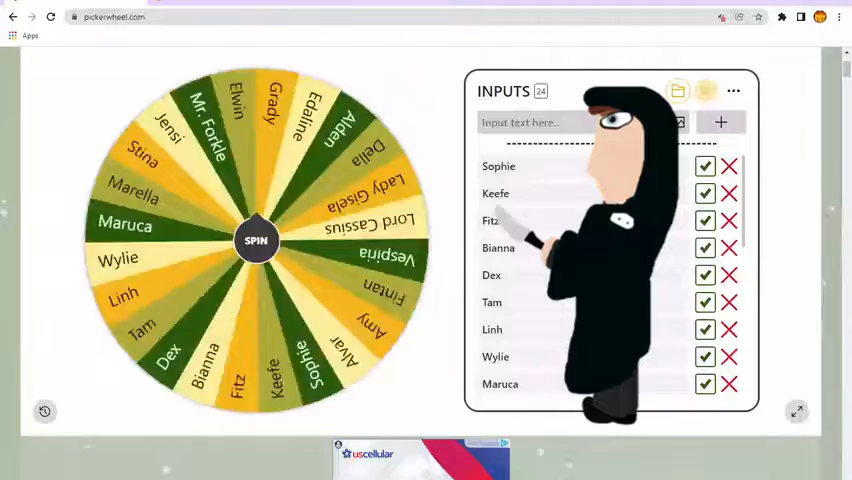 pickerwheel.com
Apps
Mr. Forkle
Elwin
Grady
Edaline
Alden
Della
Lady Gisela
Lord Cassius
Vespiria
Fintan
Amy
Alvar
Sophie
Keefe
Fitz
Bianna
Dex
Tam
Linh
Wylie
Maruca
Marella
Stina
Jensi
SPIN
INPUTS 24
Input text here...
Sophie
Keefe
Fitz
Bianna
Dex
Tam
Linh
Wylie
Maruca
uscellular